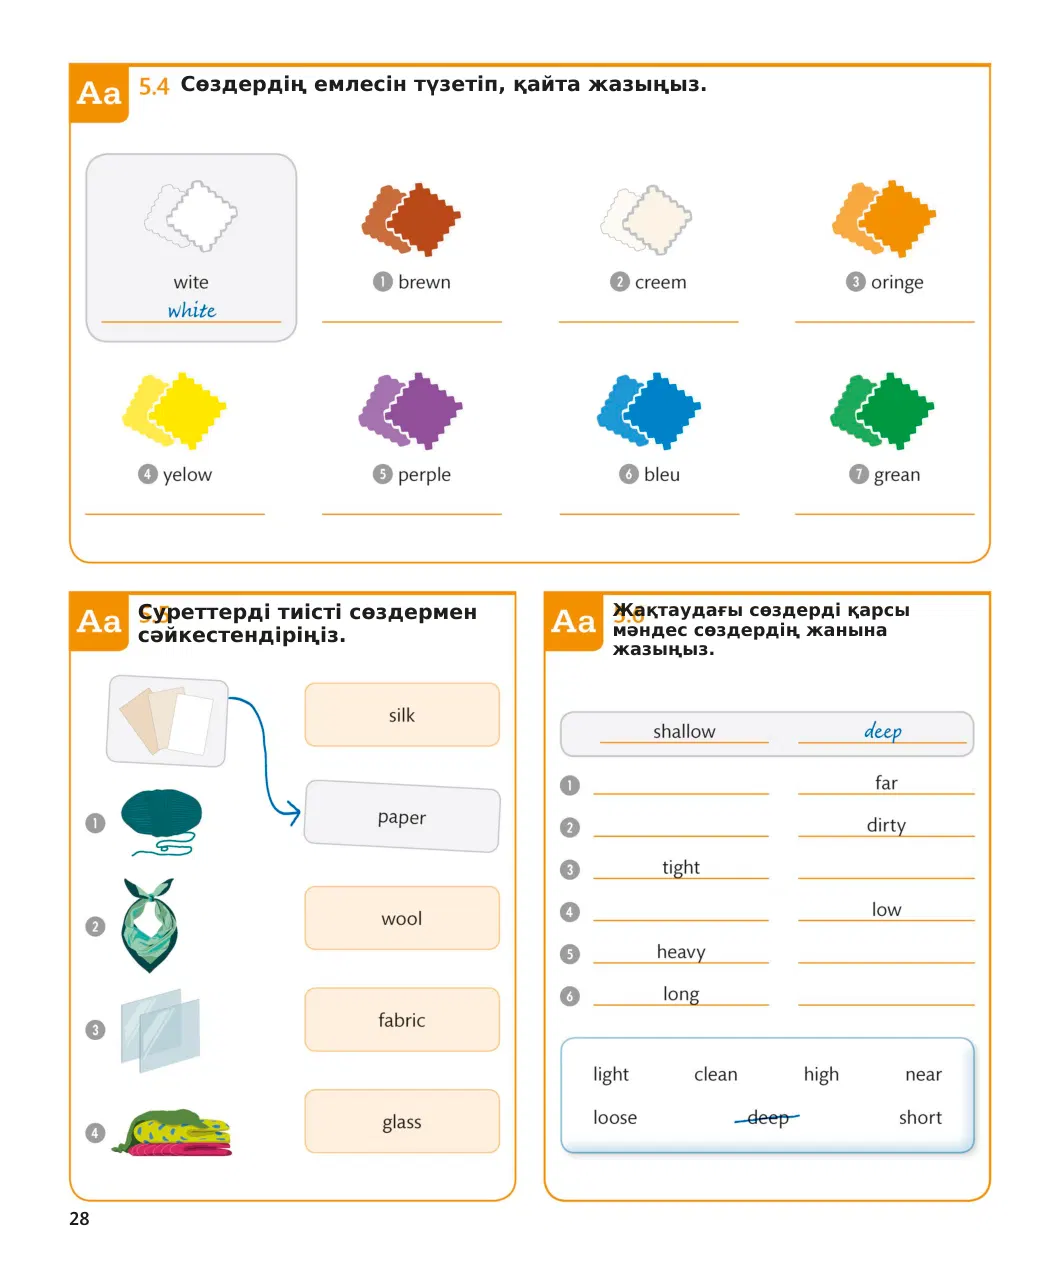 Aa 5.4 Сөздердің емлесін түзетіп, қайта жазыңыз.
wite
white
1 brewn
2 creem
3 oringe
4 yelow
5 perple
6 bleu
7 grean
Aa Суреттерді тиісті сөздермен
сәйкестендіріңіз.
silk
paper
1
wool
2
fabric
3
glass
4
Aa Жақтаудағы сөздерді қарсы
мәндес сөздердің жанына
жазыңыз.
shallow deep
1 far
2 dirty
3 tight
4 low
5 heavy
6 long
light clean high near
loose deep short
28